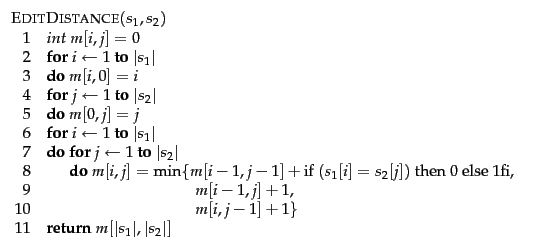 EDITDISTANCE(s₁, s₂)
1 int m[i, j] = 0
2 for i ← 1 to |s₁|
3 do m[i, 0] = i
4 for j ← 1 to |s₂|
5 do m[0, j] = j
6 for i ← 1 to |s₁|
7 do for j ← 1 to |s₂|
8 do m[i, j] = min{m[i − 1, j − 1] + if (s₁[i] = s₂[j]) then 0 else 1fi,
9 m[i − 1, j] + 1,
10 m[i, j − 1] + 1}
11 return m[|s₁|, |s₂|]